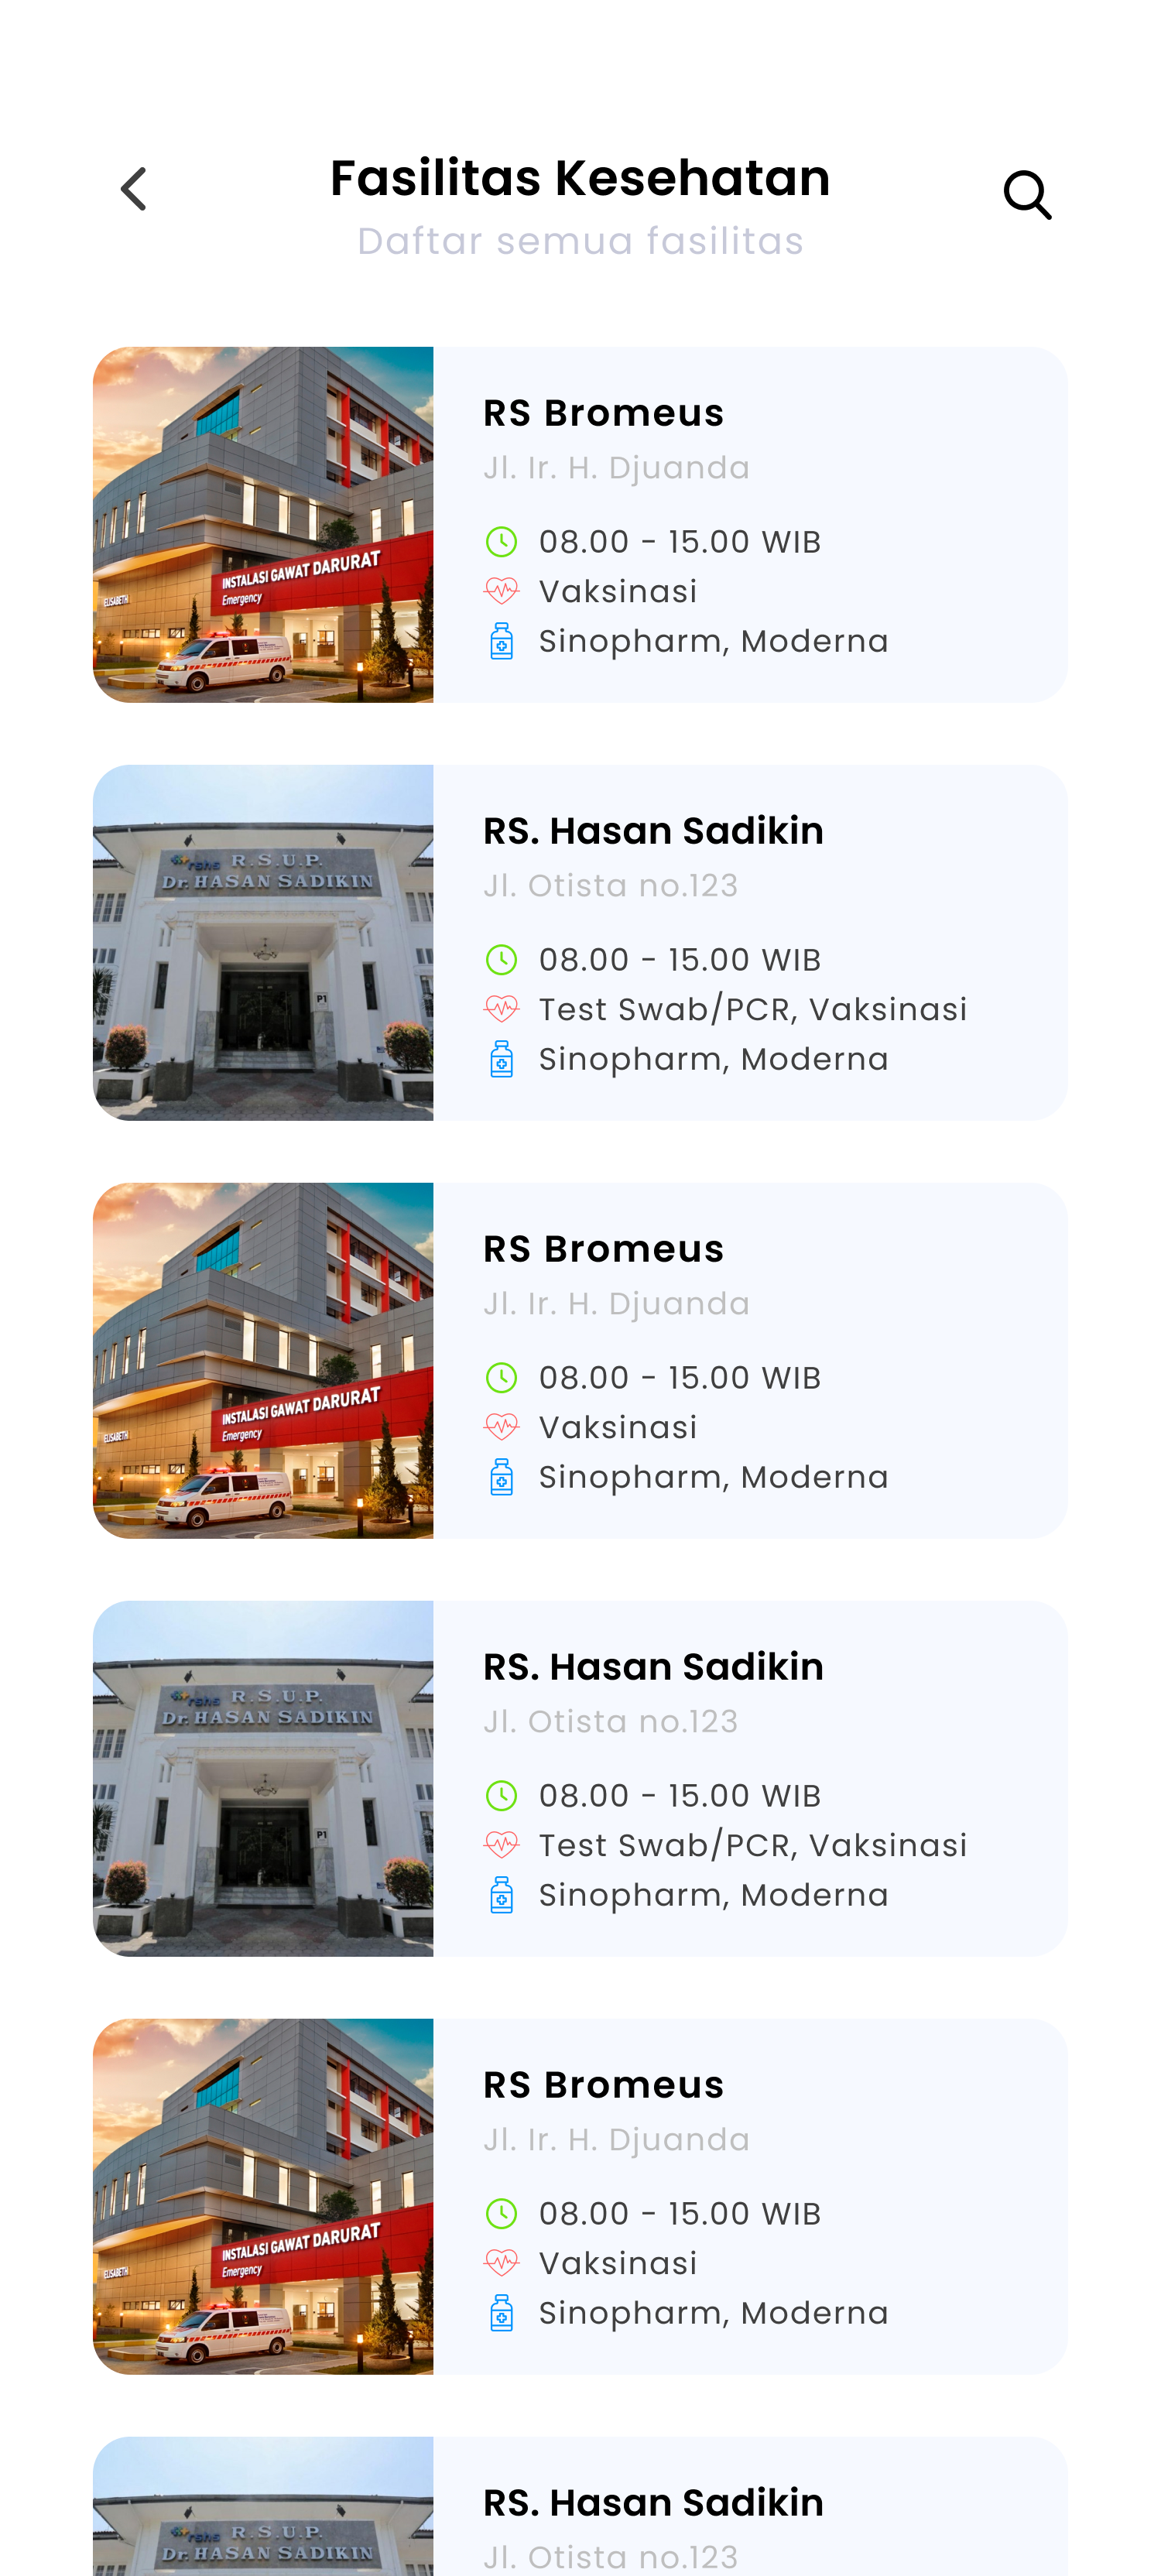 Fasilitas Kesehatan
Daftar semua fasilitas
INSTALASI GAWAT DARURAT
Emergency
ELISABETH
RS Bromeus
Jl. Ir. H. Djuanda
08.00 - 15.00 WIB
Vaksinasi
Sinopharm, Moderna
rshs R.S.U.P.
Dr. HASAN SADIKIN
P1
RS. Hasan Sadikin
Jl. Otista no.123
08.00 - 15.00 WIB
Test Swab/PCR, Vaksinasi
Sinopharm, Moderna
INSTALASI GAWAT DARURAT
Emergency
ELISABETH
RS Bromeus
Jl. Ir. H. Djuanda
08.00 - 15.00 WIB
Vaksinasi
Sinopharm, Moderna
rshs R.S.U.P.
Dr. HASAN SADIKIN
P1
RS. Hasan Sadikin
Jl. Otista no.123
08.00 - 15.00 WIB
Test Swab/PCR, Vaksinasi
Sinopharm, Moderna
INSTALASI GAWAT DARURAT
Emergency
ELISABETH
RS Bromeus
Jl. Ir. H. Djuanda
08.00 - 15.00 WIB
Vaksinasi
Sinopharm, Moderna
rshs R.S.U.P.
Dr. HASAN SADIKIN
RS. Hasan Sadikin
Jl. Otista no.123